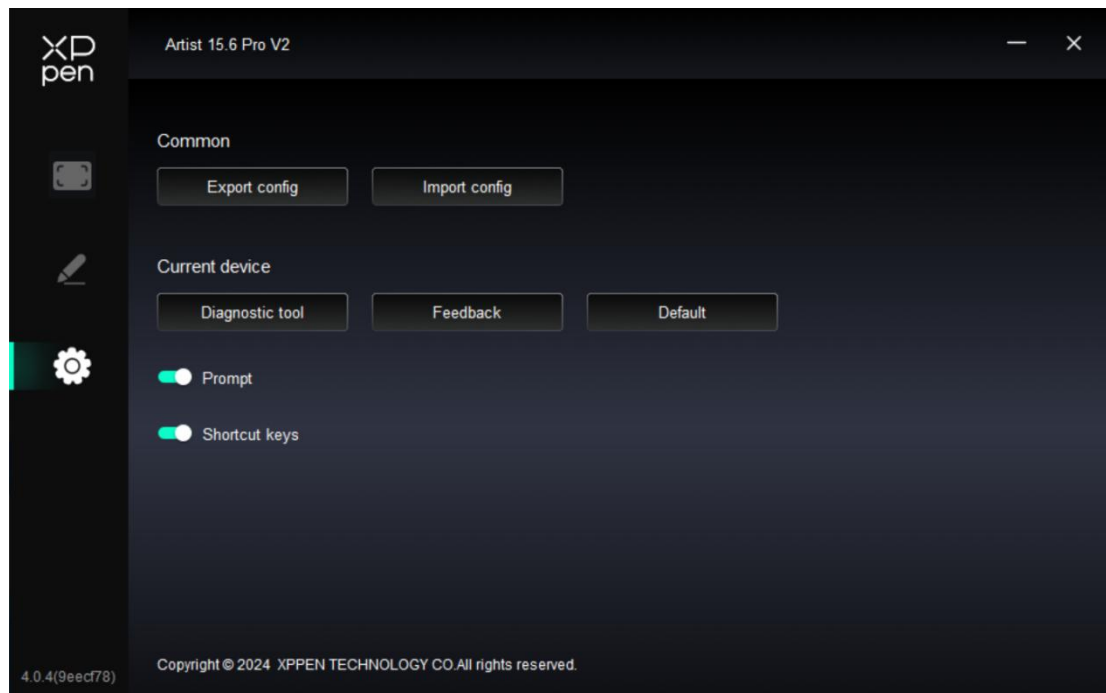 XP
pen
Artist 15.6 Pro V2
Common
Export config
Import config
Current device
Diagnostic tool
Feedback
Default
Prompt
Shortcut keys
Copyright © 2024 XPPEN TECHNOLOGY CO.All rights reserved.
4.0.4(9eecf78)